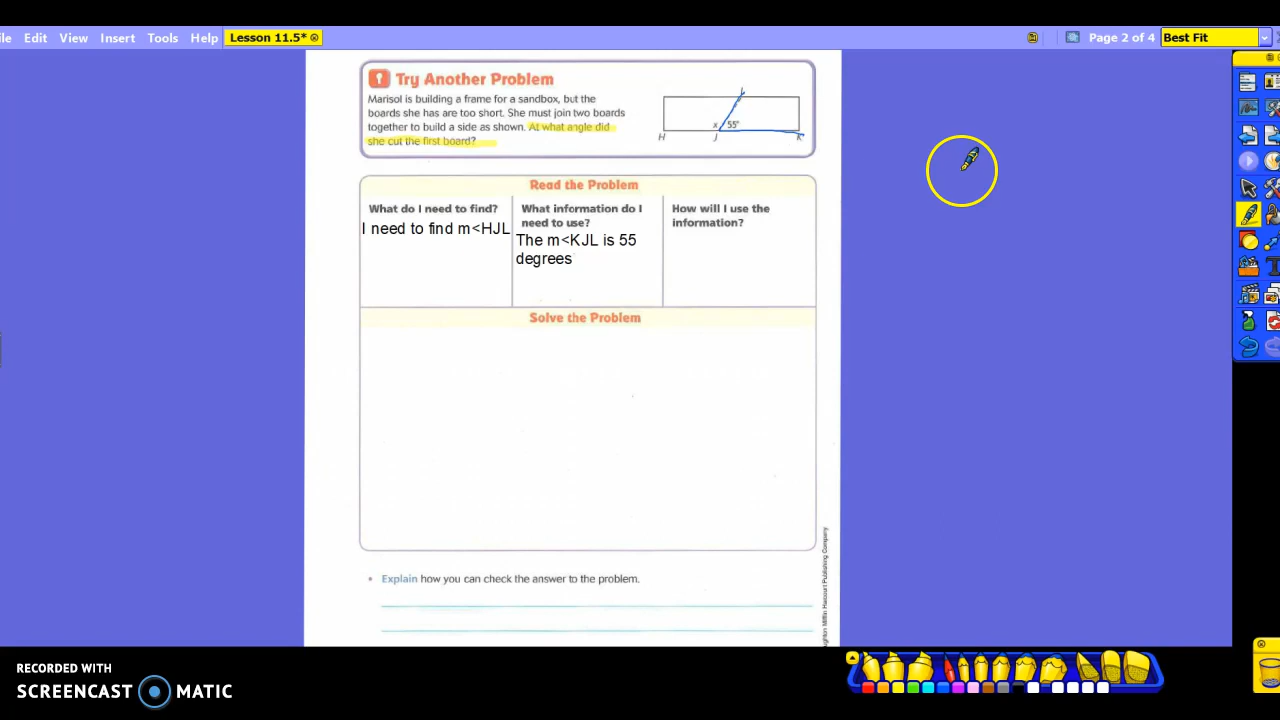 ile Edit View Insert Tools Help Lesson 11.5* Page 2 of 4 Best Fit
Try Another Problem
Marisol is building a frame for a sandbox, but the
boards she has are too short. She must join two boards
together to build a side as shown. At what angle did
she cut the first board?
L
x 55°
H J K
Read the Problem
What do I need to find?
I need to find m<HJL
What information do I
need to use?
The m<KJL is 55
degrees
How will I use the
information?
Solve the Problem
• Explain how you can check the answer to the problem.
ughton Mifflin Harcourt Publishing Company
RECORDED WITH
SCREENCAST MATIC